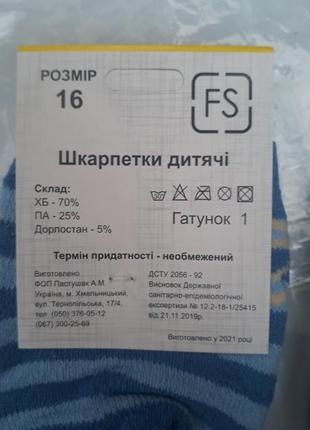 РОЗМІР
16
FS
Шкарпетки дитячі
Склад:
ХБ - 70%
ПА - 25%
Дорлостан - 5%
Гатунок 1
Термін придатності - необмежений
Виготовлено
ФОП Пастушак А.М.
Україна, м. Хмельницький,
вул. Тернопільська, 17/4,
тел. (050) 376-05-12
(067) 300-25-69
ДСТУ 2056 - 92
Висновок Державної
санітарно-епідеміологічної
експертизи № 12.2-18-1/25415
від 21.11.2019р.
Виготовлено у 2021 році